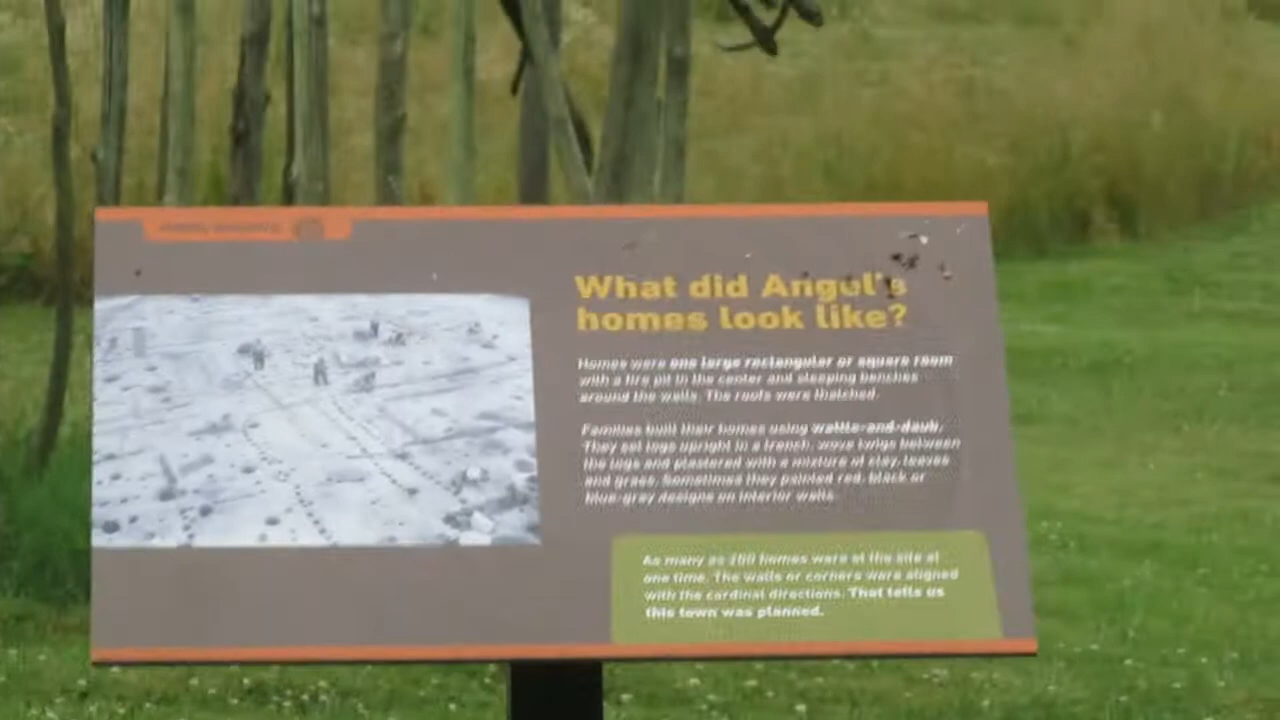 What did Angel's
homes look like?
Homes were one large rectangular or square room
with a fire pit in the center and sleeping benches
around the walls. The roofs were thatched.
Families built their homes using wattle-and-daub.
They set logs upright in a trench, wove twigs between
the logs and plastered with a mixture of clay, leaves
and grass. Sometimes they painted red, black or
blue-gray designs on interior walls.
As many as 200 homes were at the site at
one time. The walls or corners were aligned
with the cardinal directions. That tells us
this town was planned.